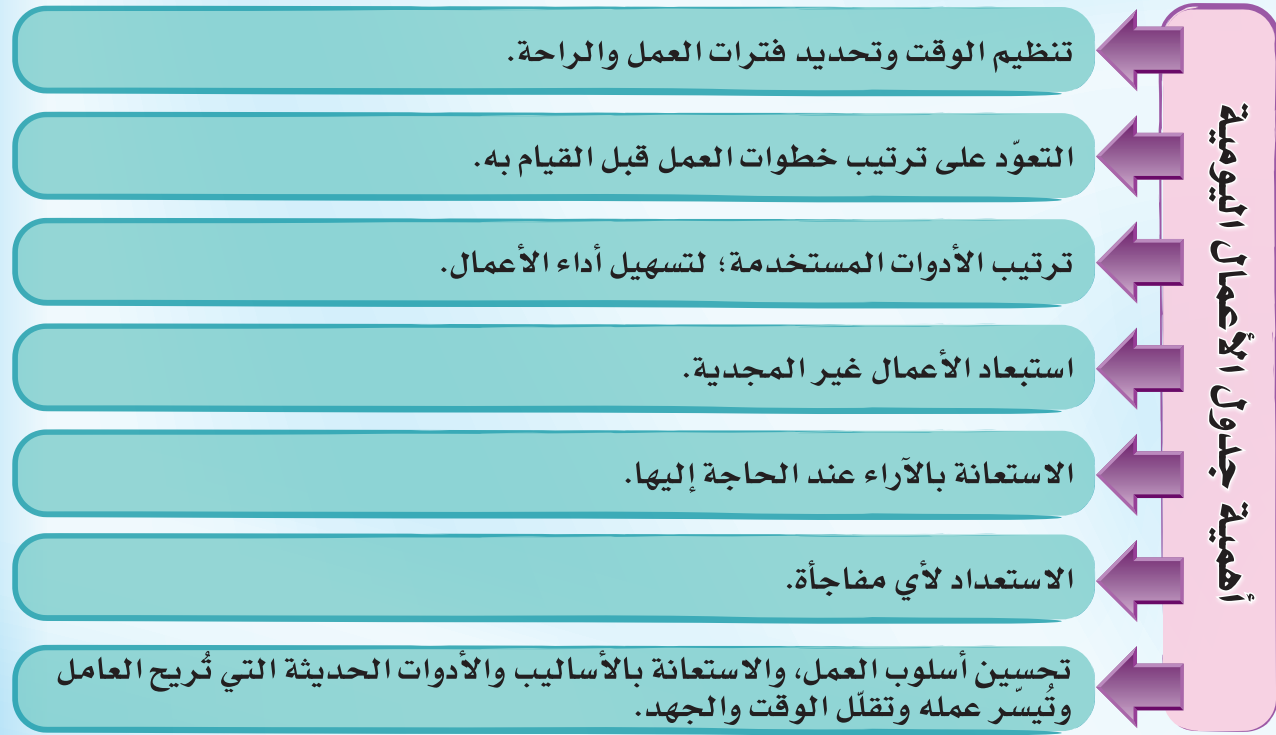 أهمية جدول الأعمال اليومية
تنظيم الوقت وتحديد فترات العمل والراحة.
التعوّد على ترتيب خطوات العمل قبل القيام به.
ترتيب الأدوات المستخدمة؛ لتسهيل أداء الأعمال.
استبعاد الأعمال غير المجدية.
الاستعانة بالآراء عند الحاجة إليها.
الاستعداد لأي مفاجأة.
تحسين أسلوب العمل، والاستعانة بالأساليب والأدوات الحديثة التي تُريح العامل
وتُيسّر عمله وتقلّل الوقت والجهد.